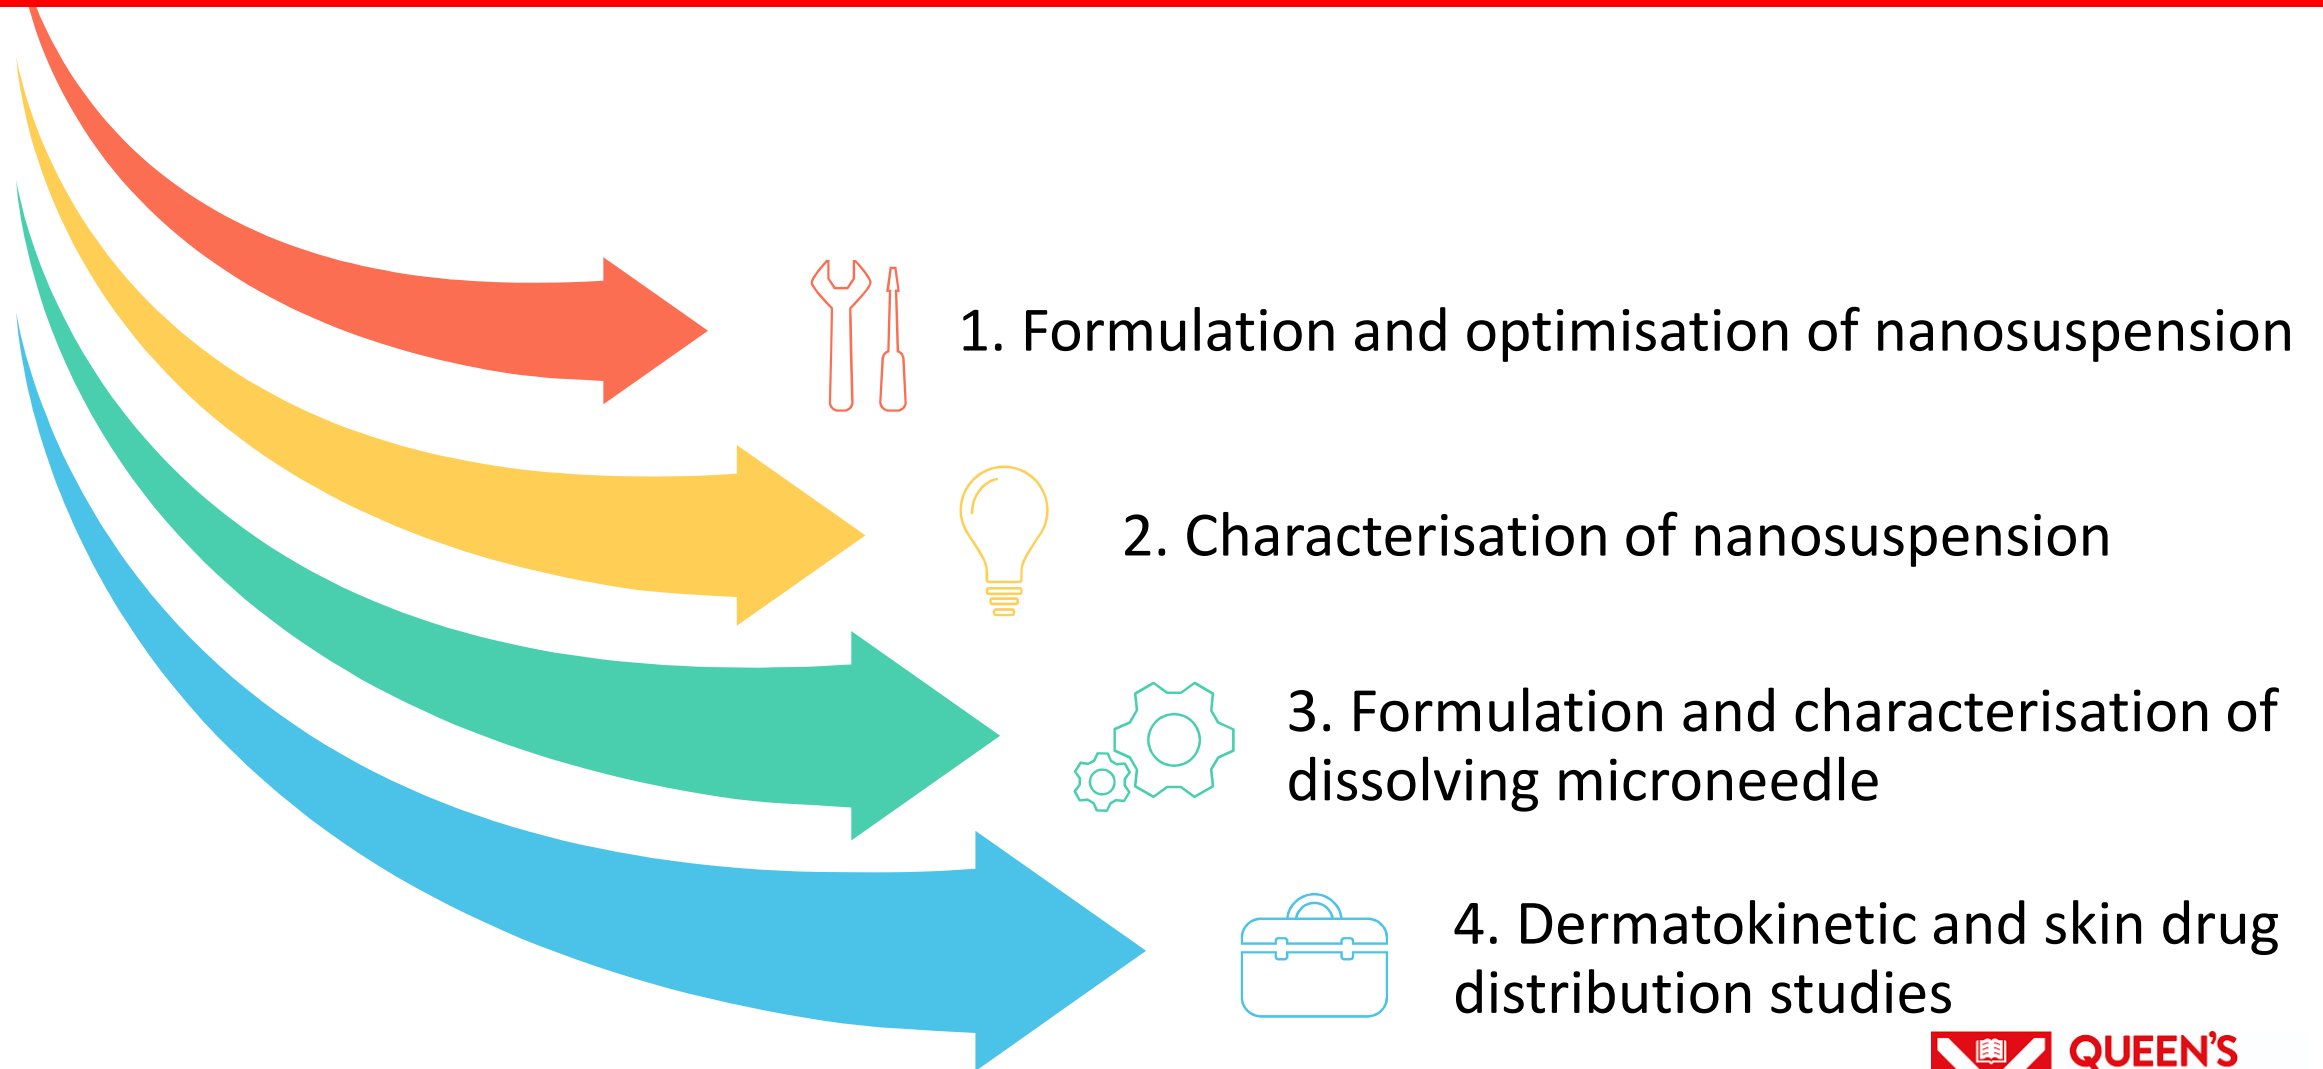 1. Formulation and optimisation of nanosuspension
2. Characterisation of nanosuspension
3. Formulation and characterisation of
dissolving microneedle
4. Dermatokinetic and skin drug
distribution studies
QUEEN'S